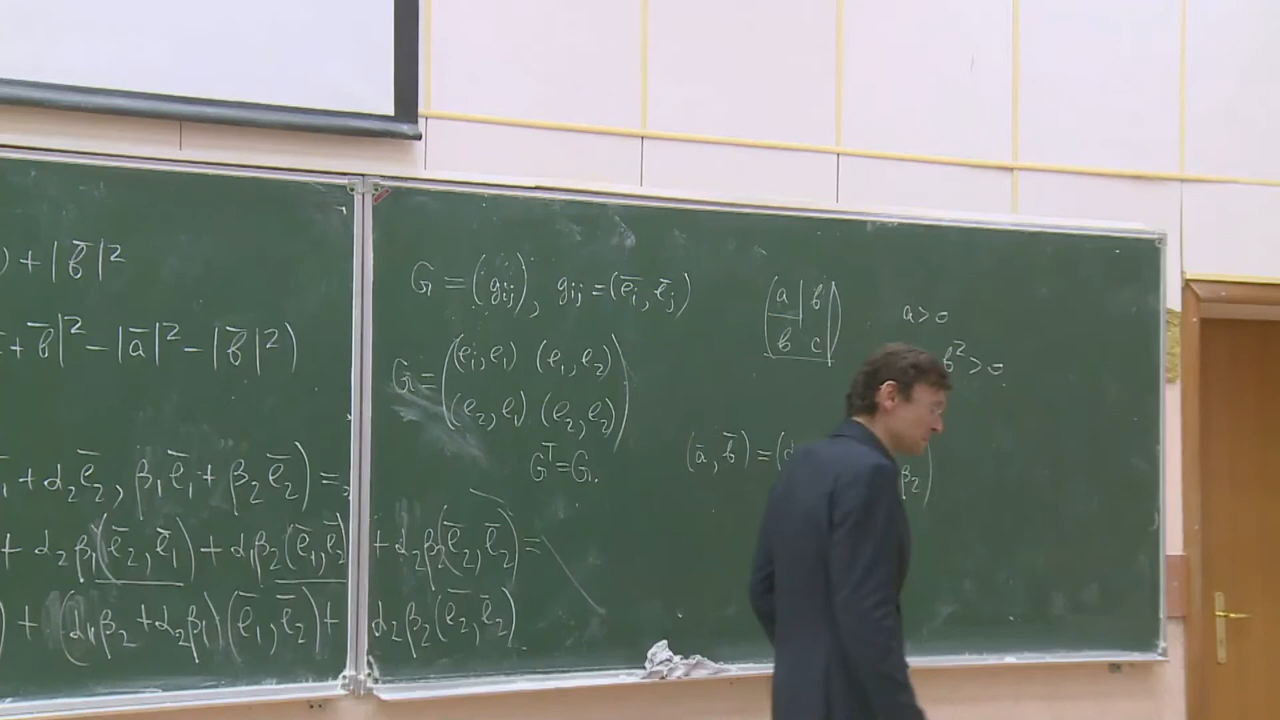 ) + |b̄|²
+ b̄|² − |ā|² − |b̄|²)
+ α₂ē₂, β₁ē₁ + β₂ē₂) =
+ α₂β₁(ē₂, ē₁) + α₁β₂(ē₁, ē₂) + α₂β₂(ē₂, ē₂) =
) + (α₁β₂ + α₂β₁)(ē₁, ē₂) + α₂β₂(ē₂, ē₂)
G = (gᵢⱼ), gᵢⱼ = (ēᵢ, ēⱼ)
G = ( (e₁, e₁) (e₁, e₂)
(e₂, e₁) (e₂, e₂) )
Gᵀ = G.
( a | b
b c )
a > 0
b² > 0
(ā, b̄) = (α
β₂)